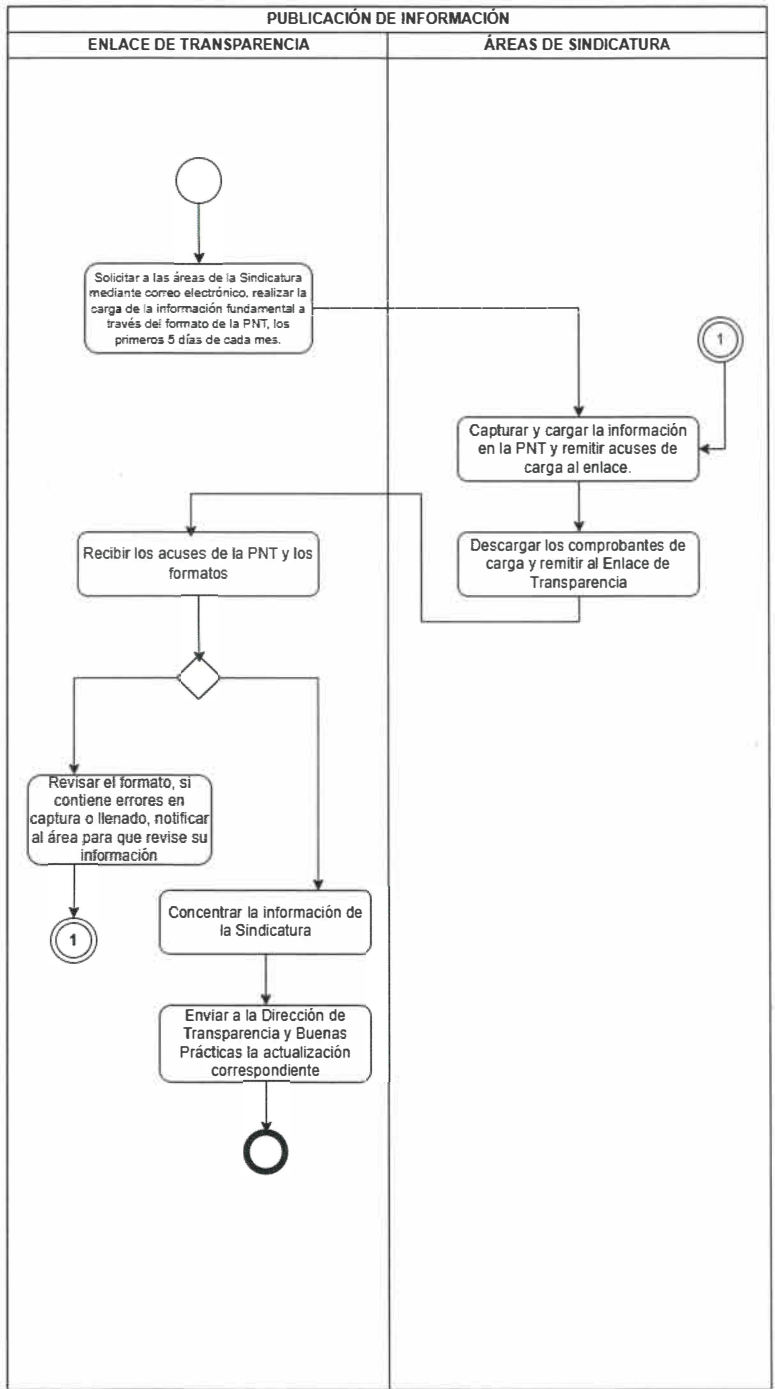 PUBLICACIÓN DE INFORMACIÓN
ENLACE DE TRANSPARENCIA
ÁREAS DE SINDICATURA
Solicitar a las áreas de la Sindicatura
mediante correo electrónico, realizar la
carga de la información fundamental a
través del formato de la PNT, los
primeros 5 días de cada mes.
1
Capturar y cargar la información
en la PNT y remitir acuses de
carga al enlace.
Descargar los comprobantes de
carga y remitir al Enlace de
Transparencia
Recibir los acuses de la PNT y los
formatos
Revisar el formato, si
contiene errores en
captura o llenado, notificar
al área para que revise su
información
1
Concentrar la información de
la Sindicatura
Enviar a la Dirección de
Transparencia y Buenas
Prácticas la actualización
correspondiente